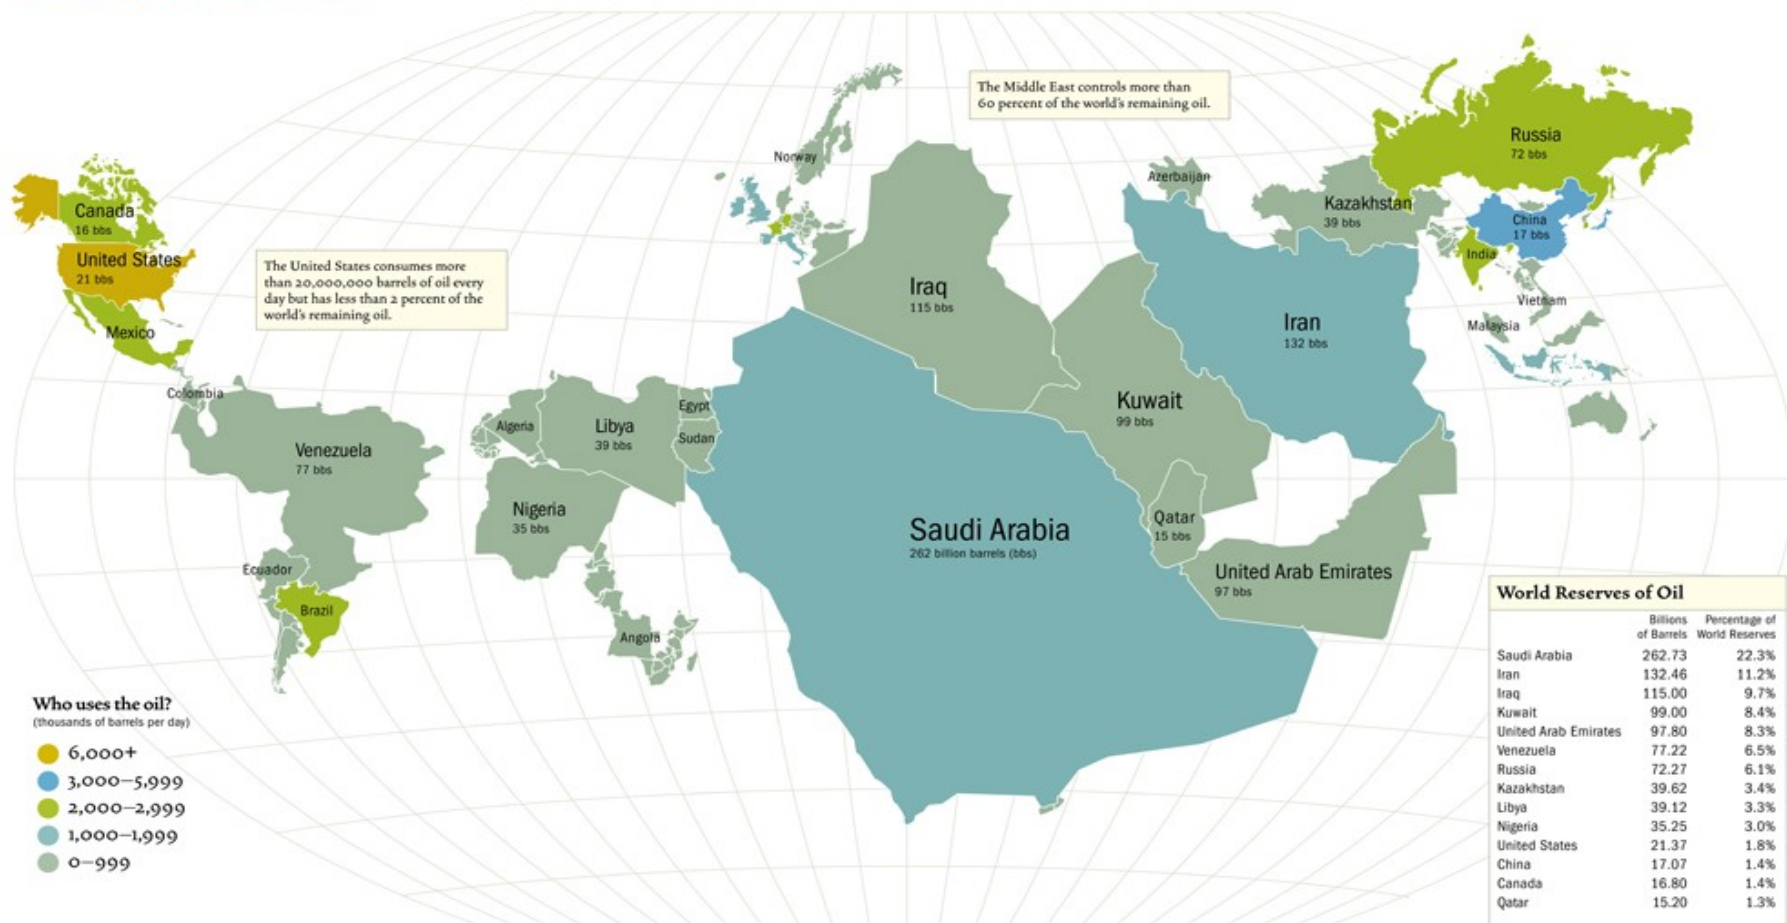 The Middle East controls more than
60 percent of the world's remaining oil.
Norway
Russia
72 bbs
Azerbaijan
Canada
16 bbs
Kazakhstan
39 bbs
China
17 bbs
United States
21 bbs
India
The United States consumes more
than 20,000,000 barrels of oil every
day but has less than 2 percent of the
world's remaining oil.
Iraq
115 bbs
Vietnam
Iran
132 bbs
Malaysia
Mexico
Colombia
Kuwait
99 bbs
Egypt
Algeria
Libya
39 bbs
Sudan
Venezuela
77 bbs
Nigeria
35 bbs
Saudi Arabia
262 billion barrels (bbs)
Qatar
15 bbs
Ecuador
United Arab Emirates
97 bbs
Brazil
Angola
Who uses the oil?
(thousands of barrels per day)
6,000+
3,000–5,999
2,000–2,999
1,000–1,999
0–999
World Reserves of Oil
Billions of Barrels Percentage of World Reserves
Saudi Arabia 262.73 22.3%
Iran 132.46 11.2%
Iraq 115.00 9.7%
Kuwait 99.00 8.4%
United Arab Emirates 97.80 8.3%
Venezuela 77.22 6.5%
Russia 72.27 6.1%
Kazakhstan 39.62 3.4%
Libya 39.12 3.3%
Nigeria 35.25 3.0%
United States 21.37 1.8%
China 17.07 1.4%
Canada 16.80 1.4%
Qatar 15.20 1.3%